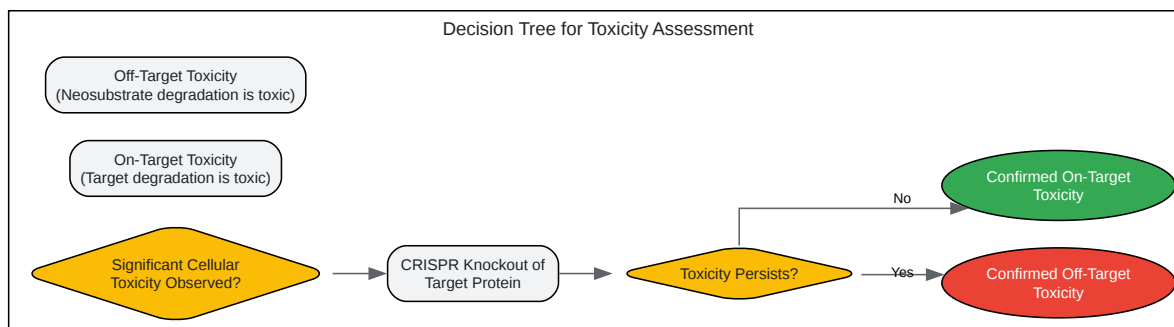 Decision Tree for Toxicity Assessment
Off-Target Toxicity
(Neosubstrate degradation is toxic)
On-Target Toxicity
(Target degradation is toxic)
Significant Cellular
Toxicity Observed?
CRISPR Knockout of
Target Protein
Toxicity Persists?
No
Confirmed On-Target
Toxicity
Yes
Confirmed Off-Target
Toxicity